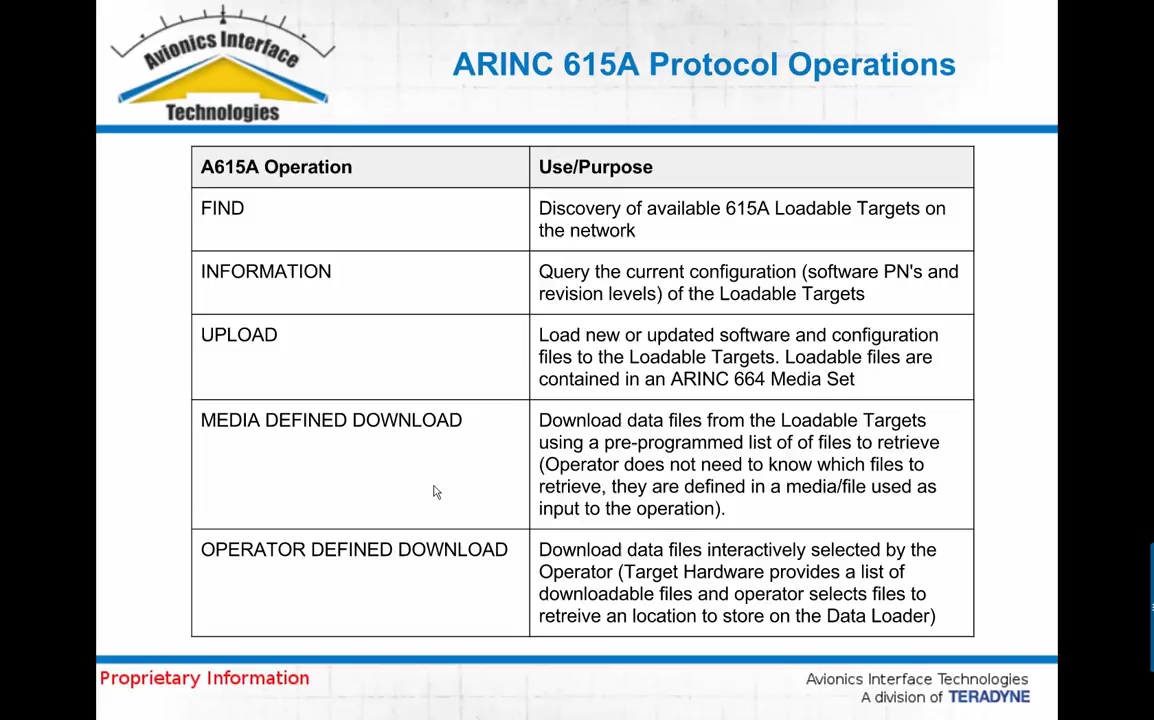 Avionics Interface
Technologies
ARINC 615A Protocol Operations
A615A Operation
Use/Purpose
FIND
Discovery of available 615A Loadable Targets on
the network
INFORMATION
Query the current configuration (software PN's and
revision levels) of the Loadable Targets
UPLOAD
Load new or updated software and configuration
files to the Loadable Targets. Loadable files are
contained in an ARINC 664 Media Set
MEDIA DEFINED DOWNLOAD
Download data files from the Loadable Targets
using a pre-programmed list of of files to retrieve
(Operator does not need to know which files to
retrieve, they are defined in a media/file used as
input to the operation).
OPERATOR DEFINED DOWNLOAD
Download data files interactively selected by the
Operator (Target Hardware provides a list of
downloadable files and operator selects files to
retreive an location to store on the Data Loader)
Proprietary Information
Avionics Interface Technologies
A division of TERADYNE